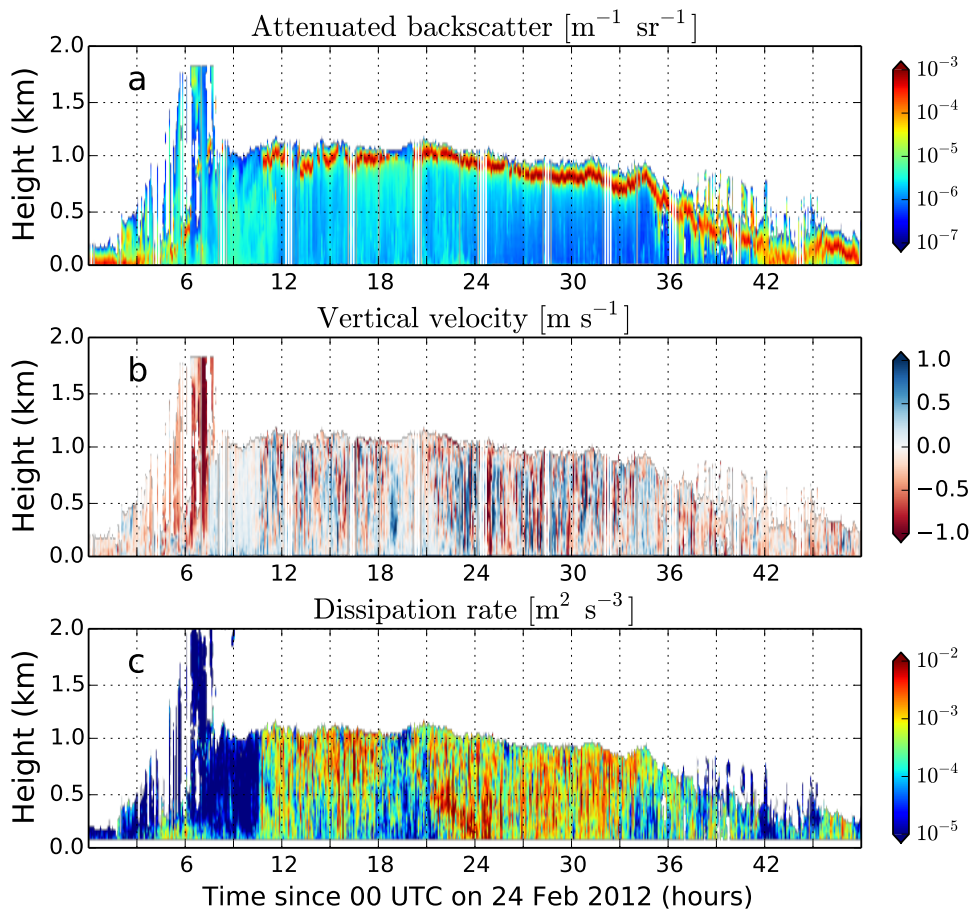 Attenuated backscatter [m⁻¹ sr⁻¹]
a
Height (km)
2.0
1.5
1.0
0.5
0.0
6 12 18 24 30 36 42
10⁻³
10⁻⁴
10⁻⁵
10⁻⁶
10⁻⁷
Vertical velocity [m s⁻¹]
b
Height (km)
2.0
1.5
1.0
0.5
0.0
6 12 18 24 30 36 42
1.0
0.5
0.0
−0.5
−1.0
Dissipation rate [m² s⁻³]
c
Height (km)
2.0
1.5
1.0
0.5
0.0
6 12 18 24 30 36 42
10⁻²
10⁻³
10⁻⁴
10⁻⁵
Time since 00 UTC on 24 Feb 2012 (hours)